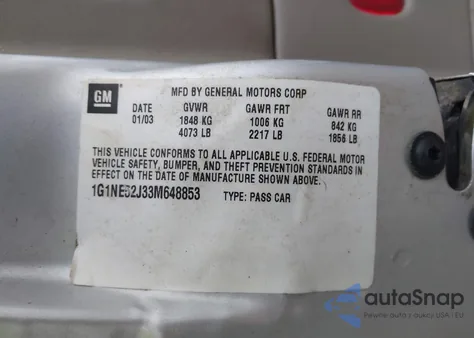 GM
MFD BY GENERAL MOTORS CORP
DATE GVWR GAWR FRT GAWR RR
01/03 1848 KG 1006 KG 842 KG
4073 LB 2217 LB 1856 LB
THIS VEHICLE CONFORMS TO ALL APPLICABLE U.S. FEDERAL MOTOR
VEHICLE SAFETY, BUMPER, AND THEFT PREVENTION STANDARDS IN
EFFECT ON THE DATE OF MANUFACTURE SHOWN ABOVE.
1G1NE52J33M648853 TYPE: PASS CAR
autoSnap